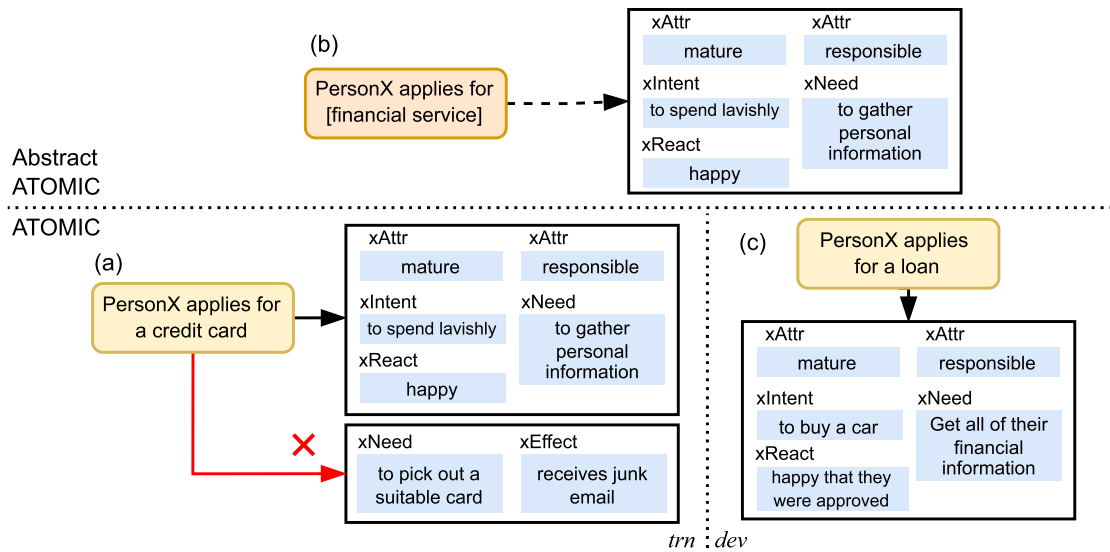 (b)
PersonX applies for
[financial service]
xAttr
xAttr
mature
responsible
xIntent
xNeed
to spend lavishly
to gather
personal
information
xReact
happy
Abstract
ATOMIC
ATOMIC
(a)
PersonX applies for
a credit card
xAttr
xAttr
mature
responsible
xIntent
xNeed
to spend lavishly
to gather
personal
information
xReact
happy
xNeed
xEffect
to pick out a
suitable card
receives junk
email
trn
dev
(c)
PersonX applies
for a loan
xAttr
xAttr
mature
responsible
xIntent
xNeed
to buy a car
Get all of their
financial
information
xReact
happy that they
were approved